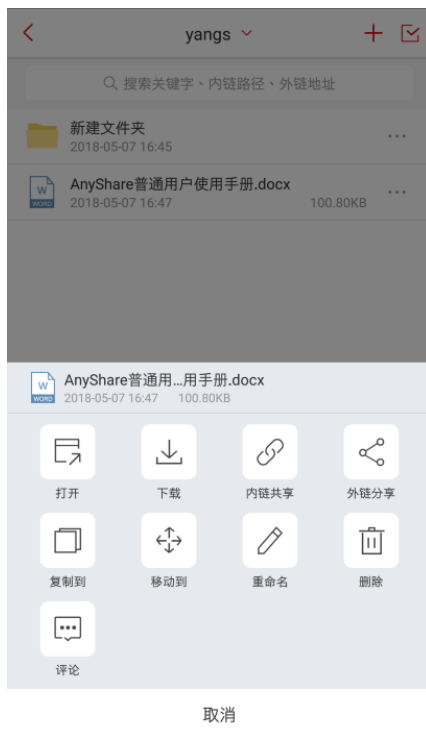 yangs
搜索关键字、内链路径、外链地址
新建文件夹
2018-05-07 16:45
AnyShare普通用户使用手册.docx
W
WORD
2018-05-07 16:47 100.80KB
AnyShare普通用...用手册.docx
W
WORD
2018-05-07 16:47 100.80KB
打开 下载 内链共享 外链分享
复制到 移动到 重命名 删除
评论
取消